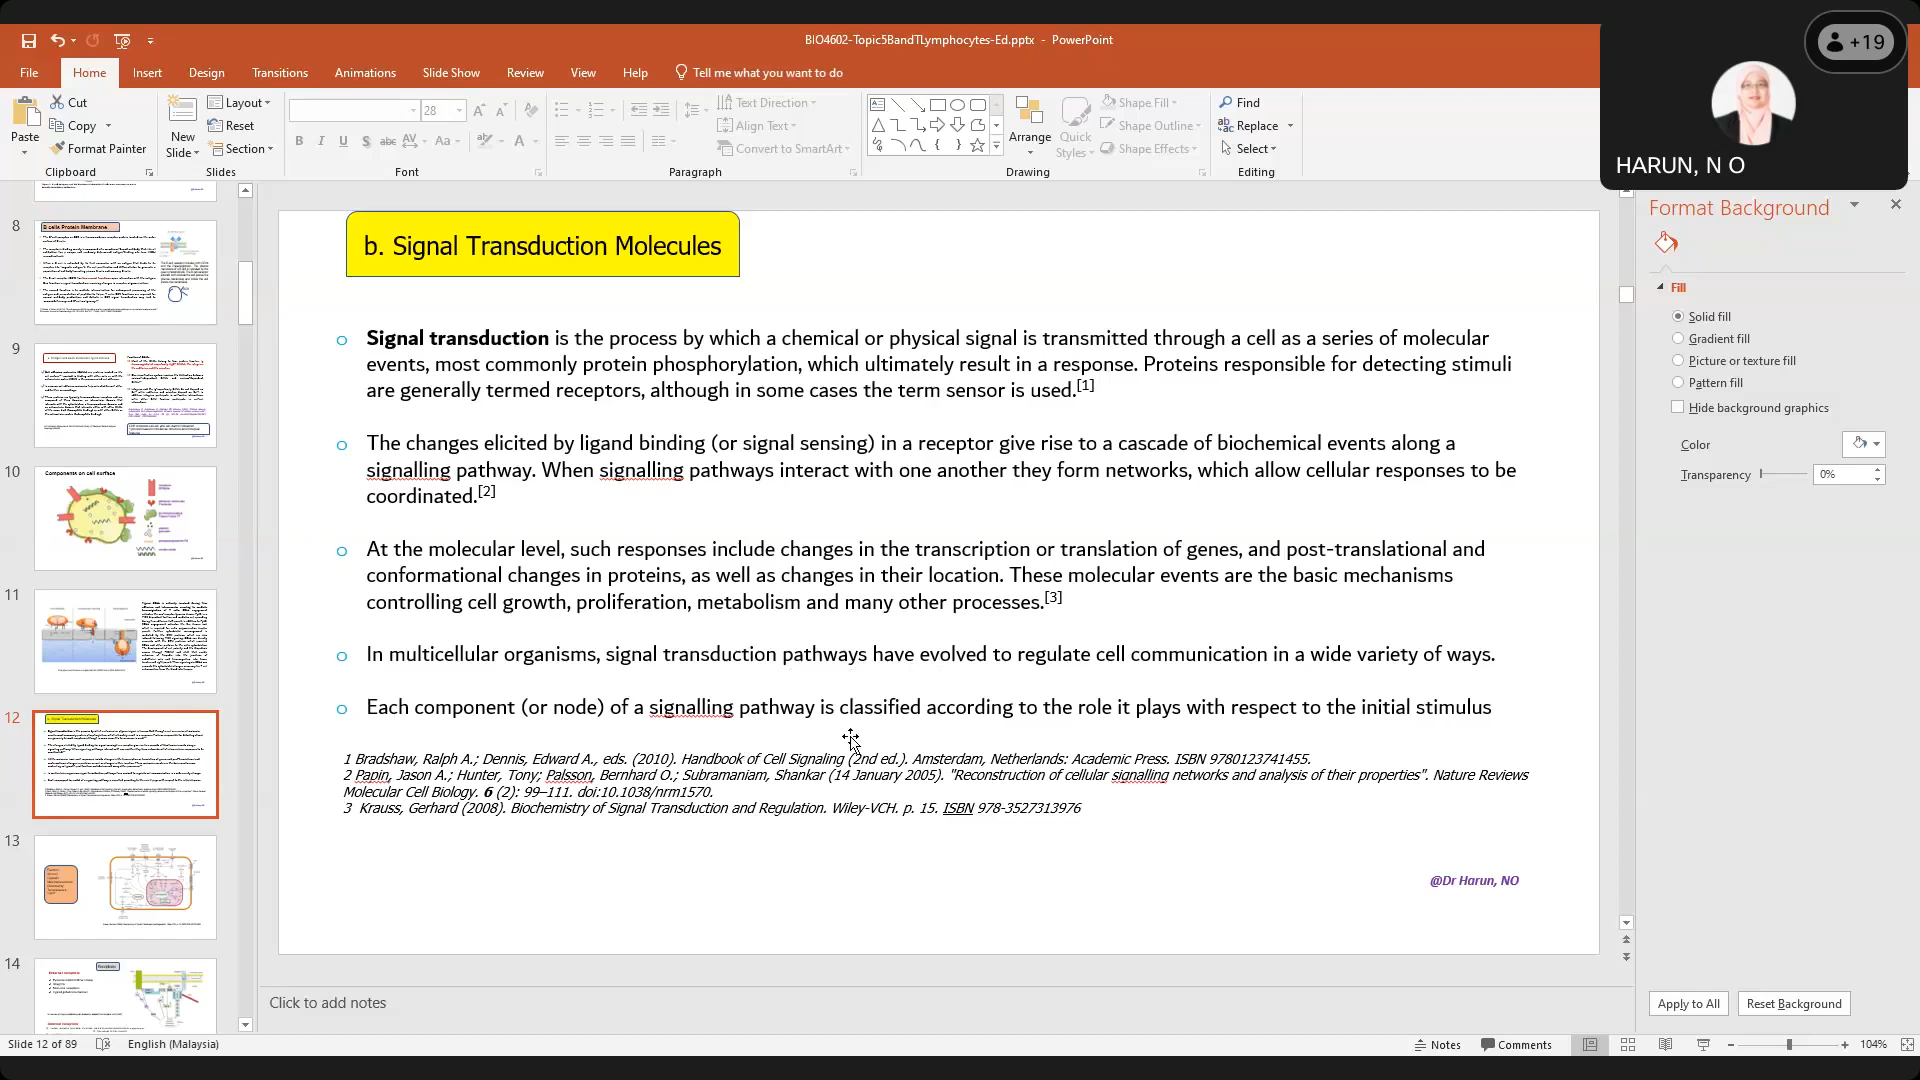 BIO4602-Topic5BandTLymphocytes-Ed.pptx - PowerPoint
+19
HARUN, N O
File Home Insert Design Transitions Animations Slide Show Review View Help Tell me what you want to do
Paste
Cut
Copy
Format Painter
Clipboard
New Slide
Layout
Reset
Section
Slides
28
Font
Text Direction
Align Text
Convert to SmartArt
Paragraph
Arrange
Quick Styles
Shape Fill
Shape Outline
Shape Effects
Drawing
Find
Replace
Select
Editing
8
B cells Protein Membrane
9
10
Components on cell surface
11
12
13
14
b. Signal Transduction Molecules
Signal transduction is the process by which a chemical or physical signal is transmitted through a cell as a series of molecular
events, most commonly protein phosphorylation, which ultimately result in a response. Proteins responsible for detecting stimuli
are generally termed receptors, although in some cases the term sensor is used.[1]
The changes elicited by ligand binding (or signal sensing) in a receptor give rise to a cascade of biochemical events along a
signalling pathway. When signalling pathways interact with one another they form networks, which allow cellular responses to be
coordinated.[2]
At the molecular level, such responses include changes in the transcription or translation of genes, and post-translational and
conformational changes in proteins, as well as changes in their location. These molecular events are the basic mechanisms
controlling cell growth, proliferation, metabolism and many other processes.[3]
In multicellular organisms, signal transduction pathways have evolved to regulate cell communication in a wide variety of ways.
Each component (or node) of a signalling pathway is classified according to the role it plays with respect to the initial stimulus
1 Bradshaw, Ralph A.; Dennis, Edward A., eds. (2010). Handbook of Cell Signaling (2nd ed.). Amsterdam, Netherlands: Academic Press. ISBN 9780123741455.
2 Papin, Jason A.; Hunter, Tony; Palsson, Bernhard O.; Subramaniam, Shankar (14 January 2005). "Reconstruction of cellular signalling networks and analysis of their properties". Nature Reviews
Molecular Cell Biology. 6 (2): 99–111. doi:10.1038/nrm1570.
3 Krauss, Gerhard (2008). Biochemistry of Signal Transduction and Regulation. Wiley-VCH. p. 15. ISBN 978-3527313976
@Dr Harun, NO
Click to add notes
Format Background
Fill
Solid fill
Gradient fill
Picture or texture fill
Pattern fill
Hide background graphics
Color
Transparency 0%
Apply to All Reset Background
Slide 12 of 89 English (Malaysia) Notes Comments 104%